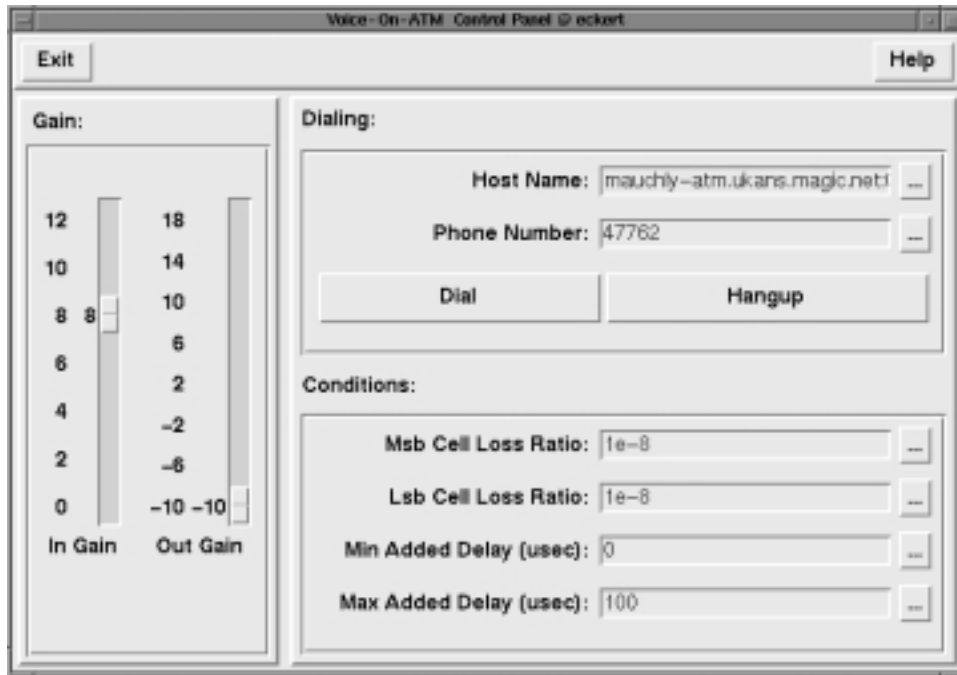 Voice-On-ATM Control Panel @ eckert
Exit
Help
Gain:
12
10
8 8
6
4
2
0
In Gain
18
14
10
6
2
-2
-6
-10 -10
Out Gain
Dialing:
Host Name: mauchly-atm.ukans.magic.net:
...
Phone Number: 47762
...
Dial
Hangup
Conditions:
Msb Cell Loss Ratio: 1e-8
...
Lsb Cell Loss Ratio: 1e-8
...
Min Added Delay (usec): 0
...
Max Added Delay (usec): 100
...